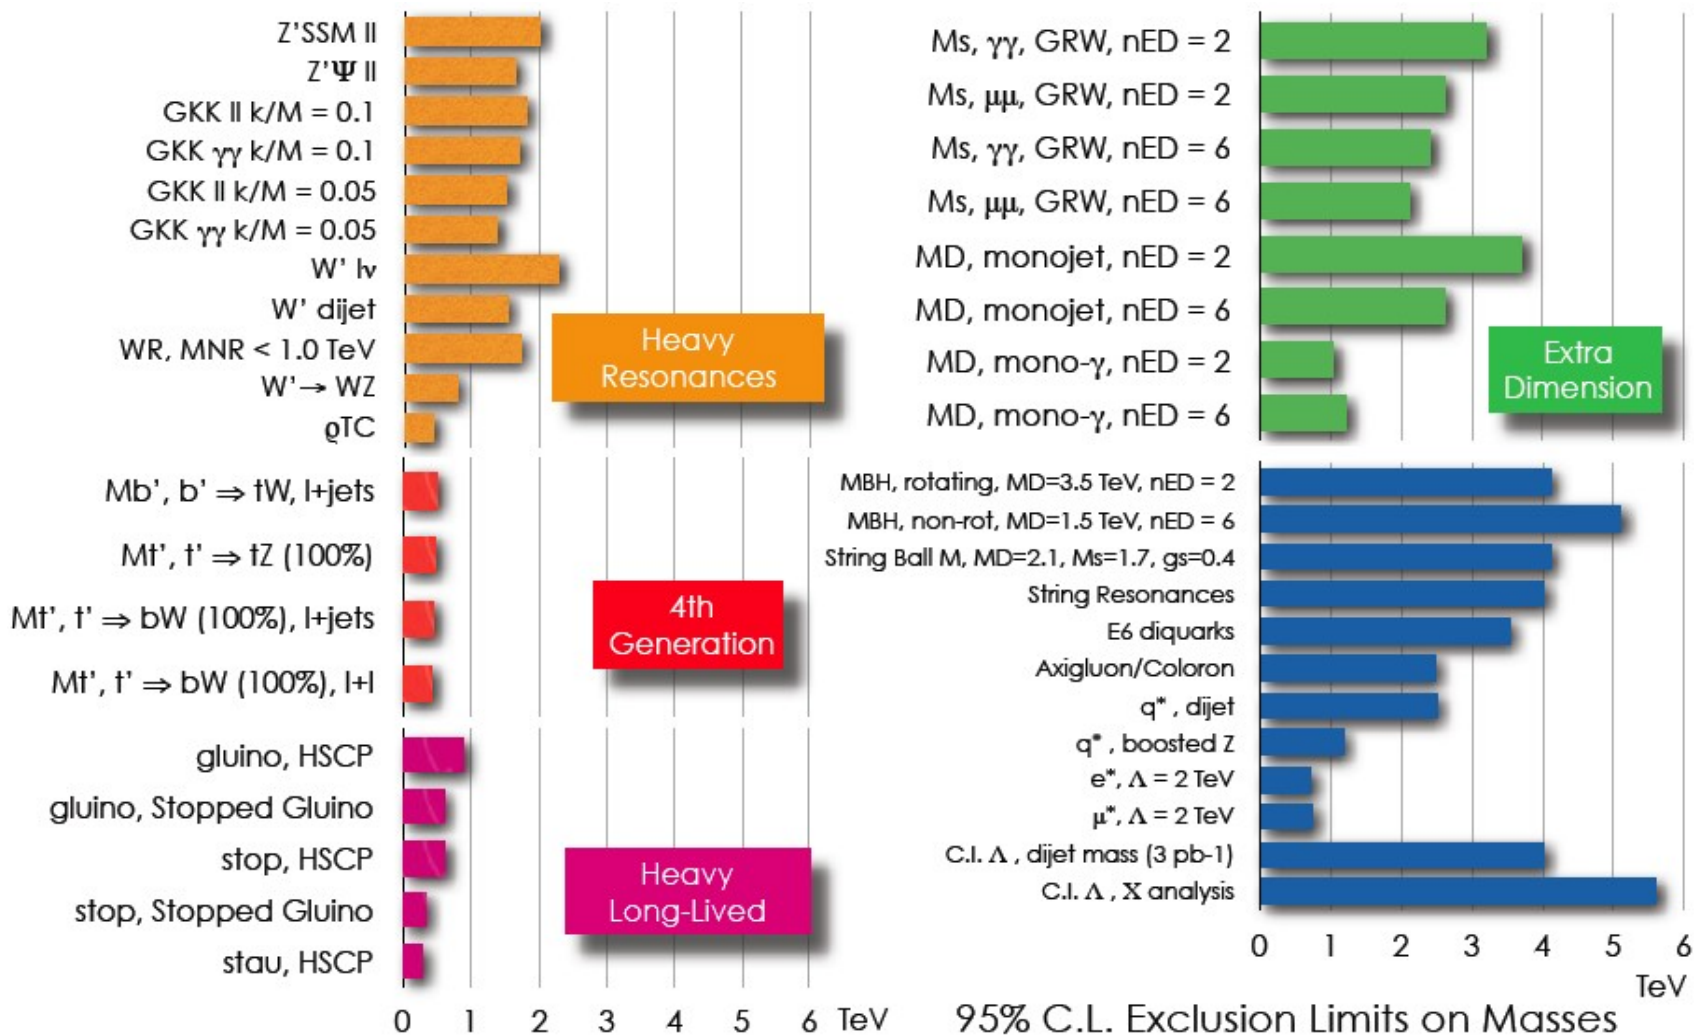 Z'SSM ll
Z'Ψ ll
GKK ll k/M = 0.1
GKK γγ k/M = 0.1
GKK ll k/M = 0.05
GKK γγ k/M = 0.05
W' lν
W' dijet
WR, MNR < 1.0 TeV
W'→ WZ
ϱTC
Heavy
Resonances
Mb', b' ⇒ tW, l+jets
Mt', t' ⇒ tZ (100%)
Mt', t' ⇒ bW (100%), l+jets
Mt', t' ⇒ bW (100%), l+l
4th
Generation
gluino, HSCP
gluino, Stopped Gluino
stop, HSCP
stop, Stopped Gluino
stau, HSCP
Heavy
Long-Lived
0 1 2 3 4 5 6 TeV
Ms, γγ, GRW, nED = 2
Ms, μμ, GRW, nED = 2
Ms, γγ, GRW, nED = 6
Ms, μμ, GRW, nED = 6
MD, monojet, nED = 2
MD, monojet, nED = 6
MD, mono-γ, nED = 2
MD, mono-γ, nED = 6
Extra
Dimension
MBH, rotating, MD=3.5 TeV, nED = 2
MBH, non-rot, MD=1.5 TeV, nED = 6
String Ball M, MD=2.1, Ms=1.7, gs=0.4
String Resonances
E6 diquarks
Axigluon/Coloron
q* , dijet
q* , boosted Z
e*, Λ = 2 TeV
μ*, Λ = 2 TeV
C.I. Λ , dijet mass (3 pb-1)
C.I. Λ , X analysis
0 1 2 3 4 5 6
TeV
95% C.L. Exclusion Limits on Masses